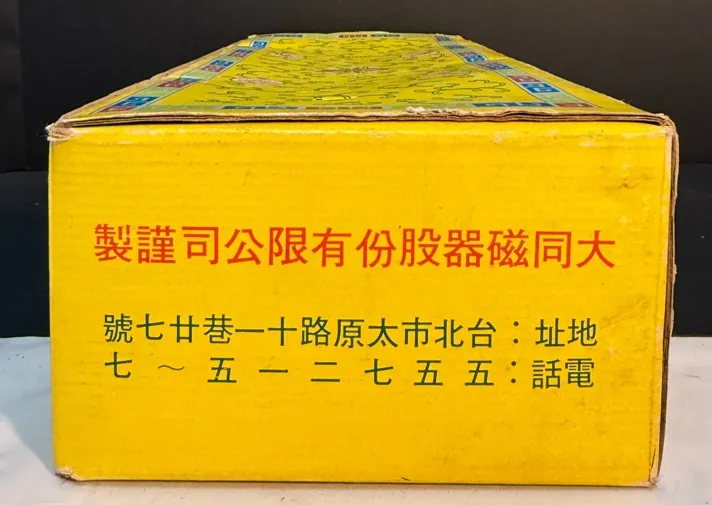 大同磁器股份有限公司謹製
地址：台北市太原路十一巷廿七號
電話：五五七二一五～七